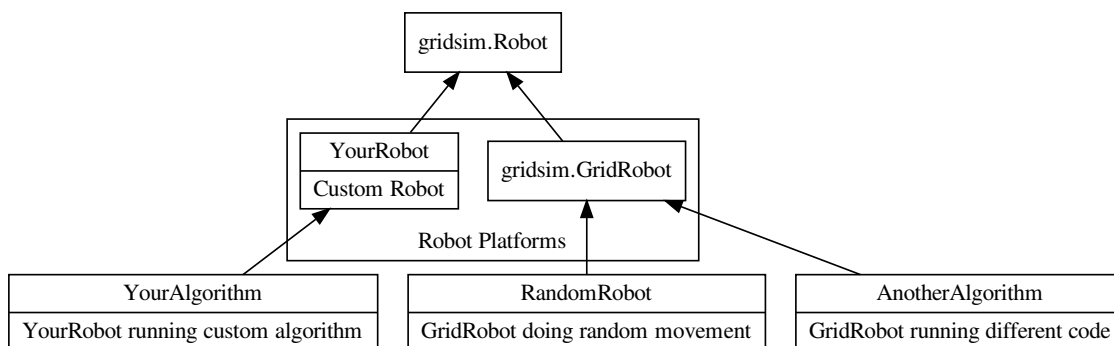 gridsim.Robot
YourRobot
Custom Robot
gridsim.GridRobot
Robot Platforms
YourAlgorithm
YourRobot running custom algorithm
RandomRobot
GridRobot doing random movement
AnotherAlgorithm
GridRobot running different code